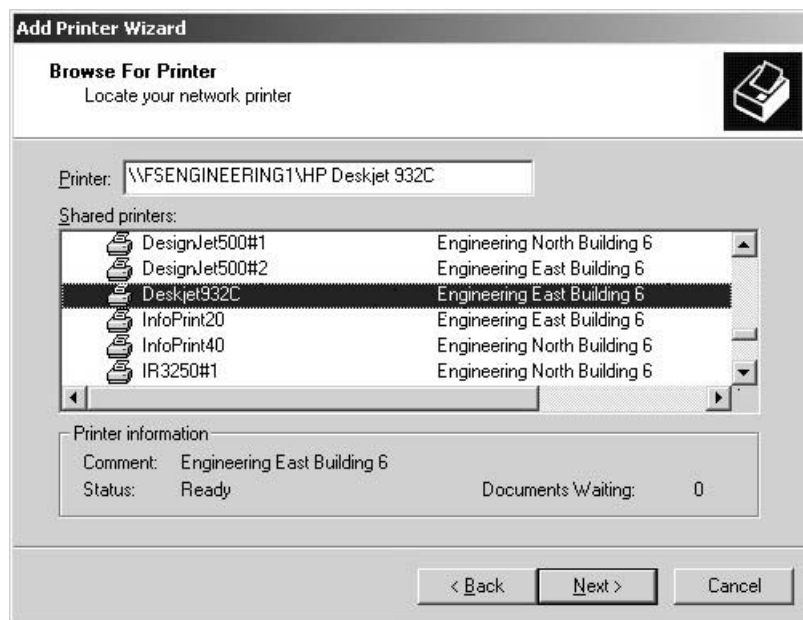 Add Printer Wizard
Browse For Printer
Locate your network printer
Printer: \\FSENGINEERING1\HP Deskjet 932C
Shared printers:
DesignJet500#1 Engineering North Building 6
DesignJet500#2 Engineering East Building 6
Deskjet932C Engineering East Building 6
InfoPrint20 Engineering East Building 6
InfoPrint40 Engineering North Building 6
IR3250#1 Engineering North Building 6
Printer information
Comment: Engineering East Building 6
Status: Ready Documents Waiting: 0
< Back Next > Cancel